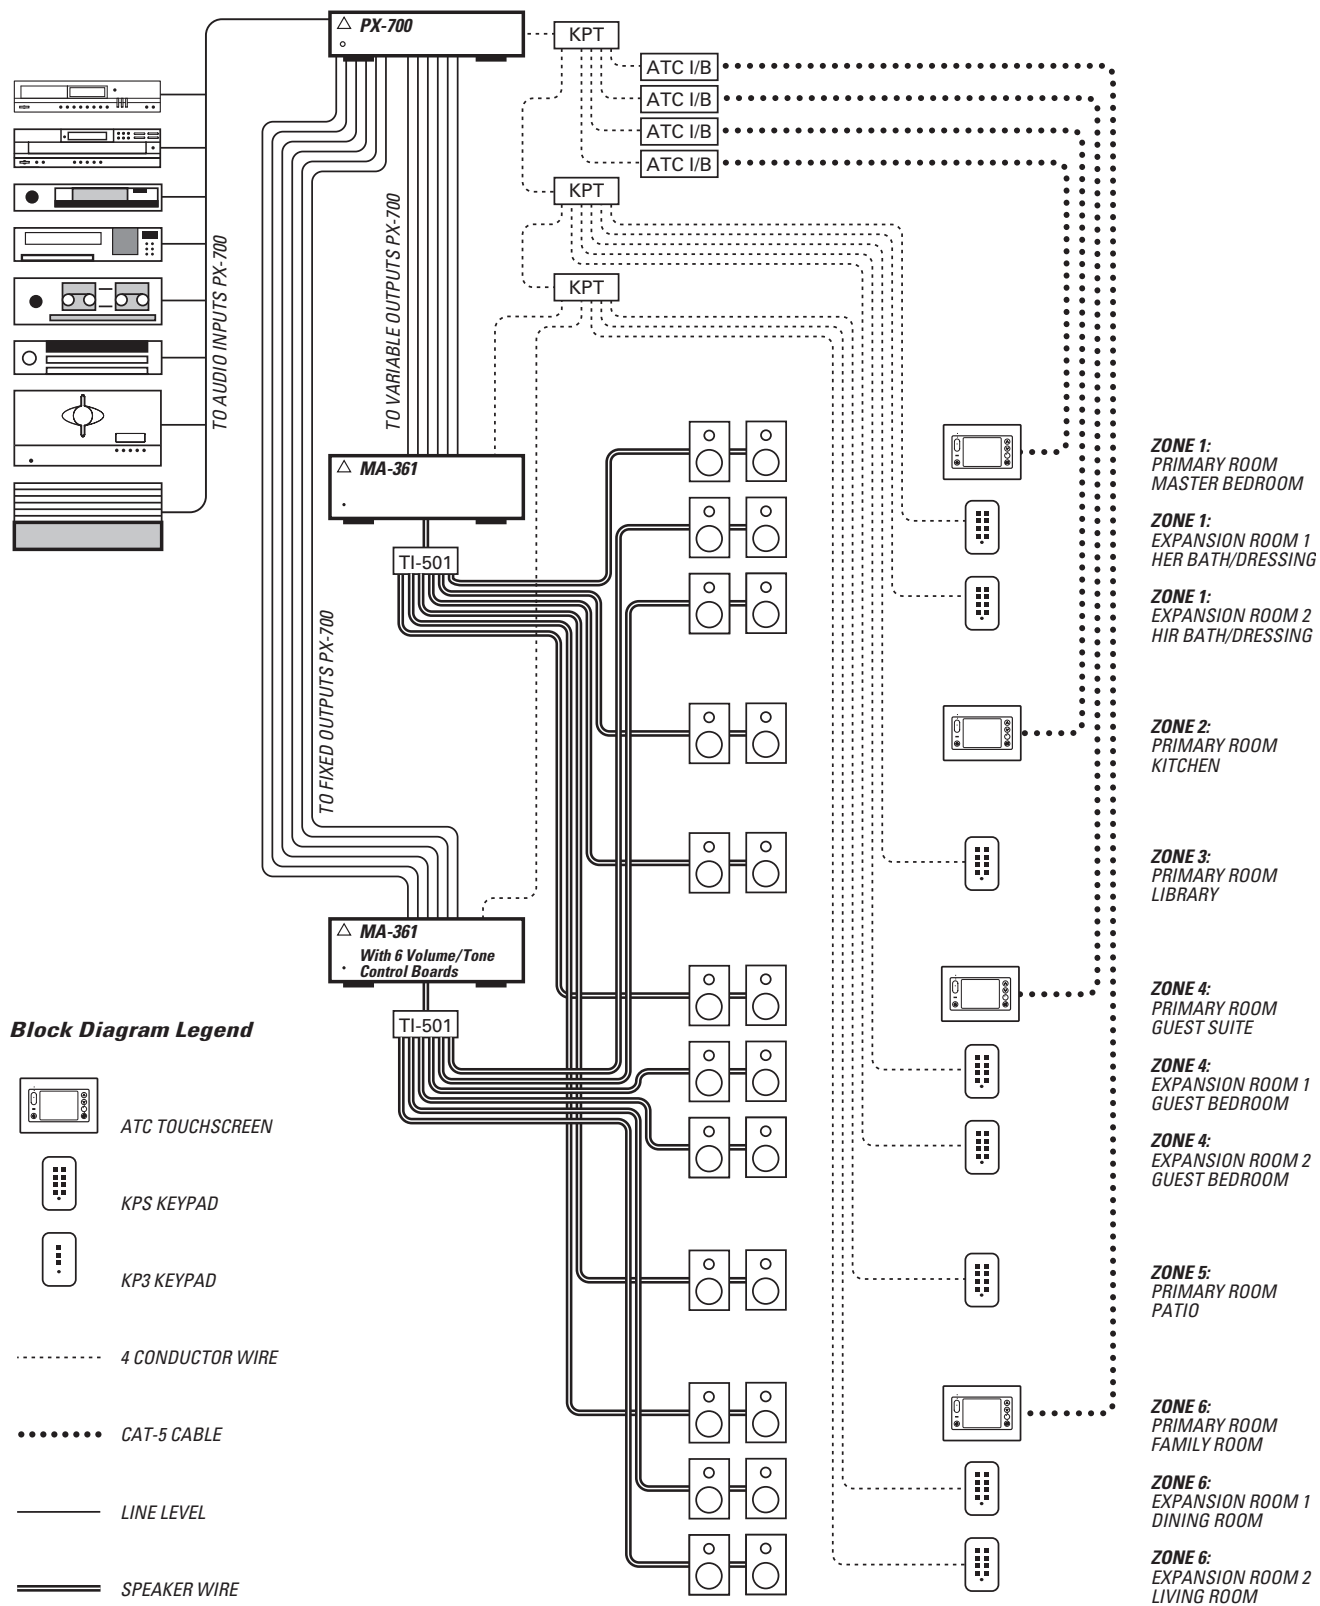 PX-700
KPT
ATC I/B
ATC I/B
ATC I/B
ATC I/B
KPT
KPT
TO AUDIO INPUTS PX-700
TO VARIABLE OUTPUTS PX-700
TO FIXED OUTPUTS PX-700
MA-361
TI-501
MA-361
With 6 Volume/Tone
Control Boards
TI-501
ZONE 1:
PRIMARY ROOM
MASTER BEDROOM
ZONE 1:
EXPANSION ROOM 1
HER BATH/DRESSING
ZONE 1:
EXPANSION ROOM 2
HIR BATH/DRESSING
ZONE 2:
PRIMARY ROOM
KITCHEN
ZONE 3:
PRIMARY ROOM
LIBRARY
ZONE 4:
PRIMARY ROOM
GUEST SUITE
ZONE 4:
EXPANSION ROOM 1
GUEST BEDROOM
ZONE 4:
EXPANSION ROOM 2
GUEST BEDROOM
ZONE 5:
PRIMARY ROOM
PATIO
ZONE 6:
PRIMARY ROOM
FAMILY ROOM
ZONE 6:
EXPANSION ROOM 1
DINING ROOM
ZONE 6:
EXPANSION ROOM 2
LIVING ROOM
Block Diagram Legend
ATC TOUCHSCREEN
KPS KEYPAD
KP3 KEYPAD
4 CONDUCTOR WIRE
CAT-5 CABLE
LINE LEVEL
SPEAKER WIRE